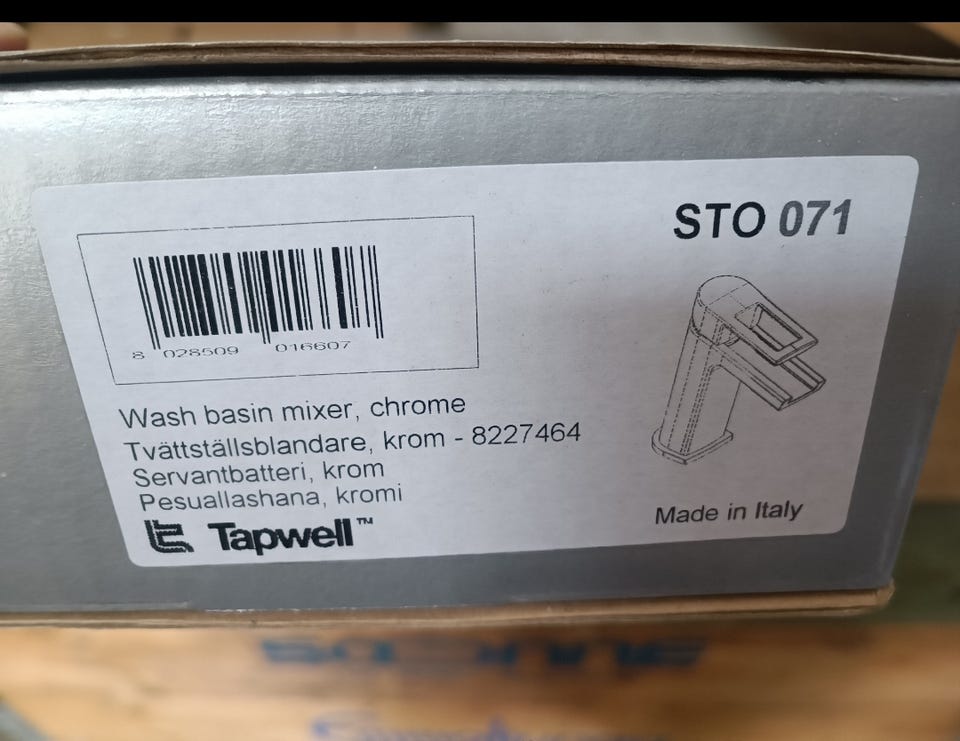 STO 071
8 028509 016607
Wash basin mixer, chrome
Tvättställsblandare, krom - 8227464
Servantbatteri, krom
Pesuallashana, kromi
Tapwell™
Made in Italy